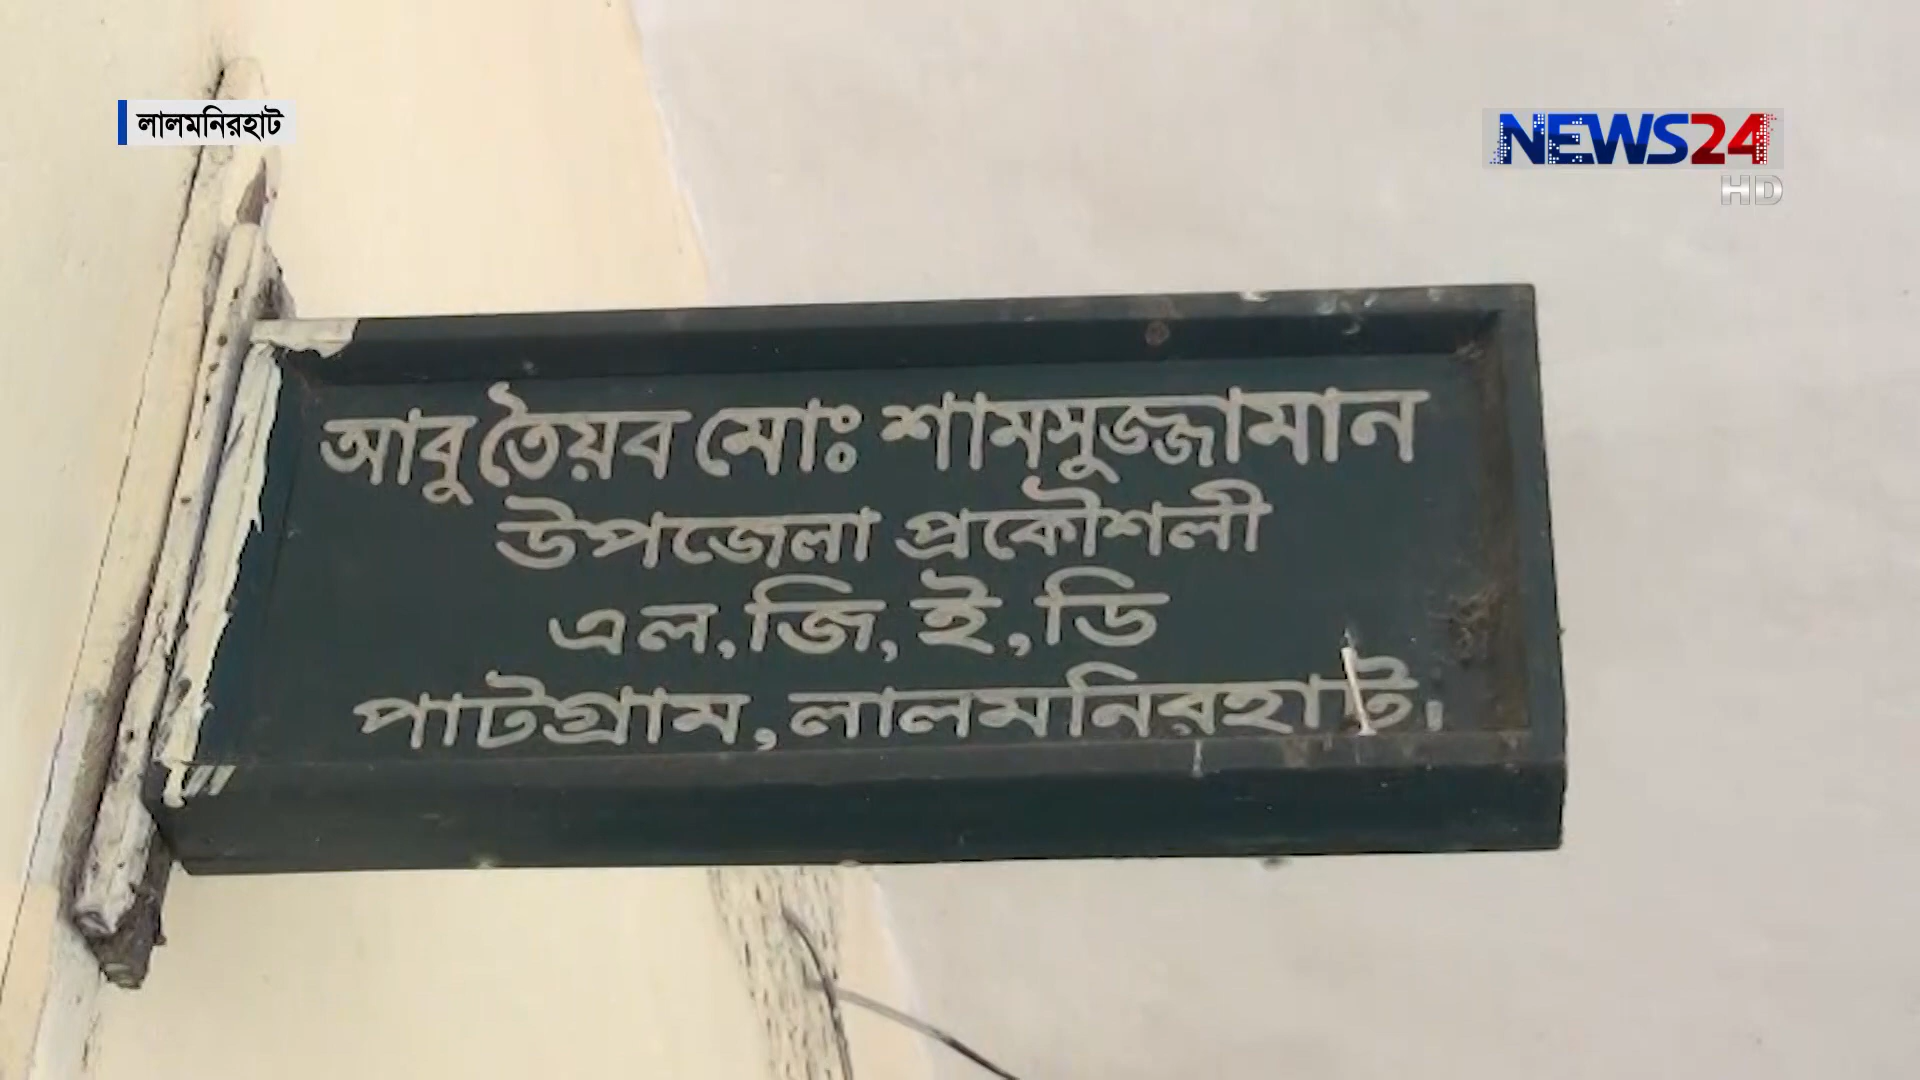 লালমনিরহাট
NEWS24
HD
আবু তৈয়ব মোঃ শামসুজ্জামান
উপজেলা প্রকৌশলী
এল,জি,ই,ডি
পাটগ্রাম,লালমনিরহাট।